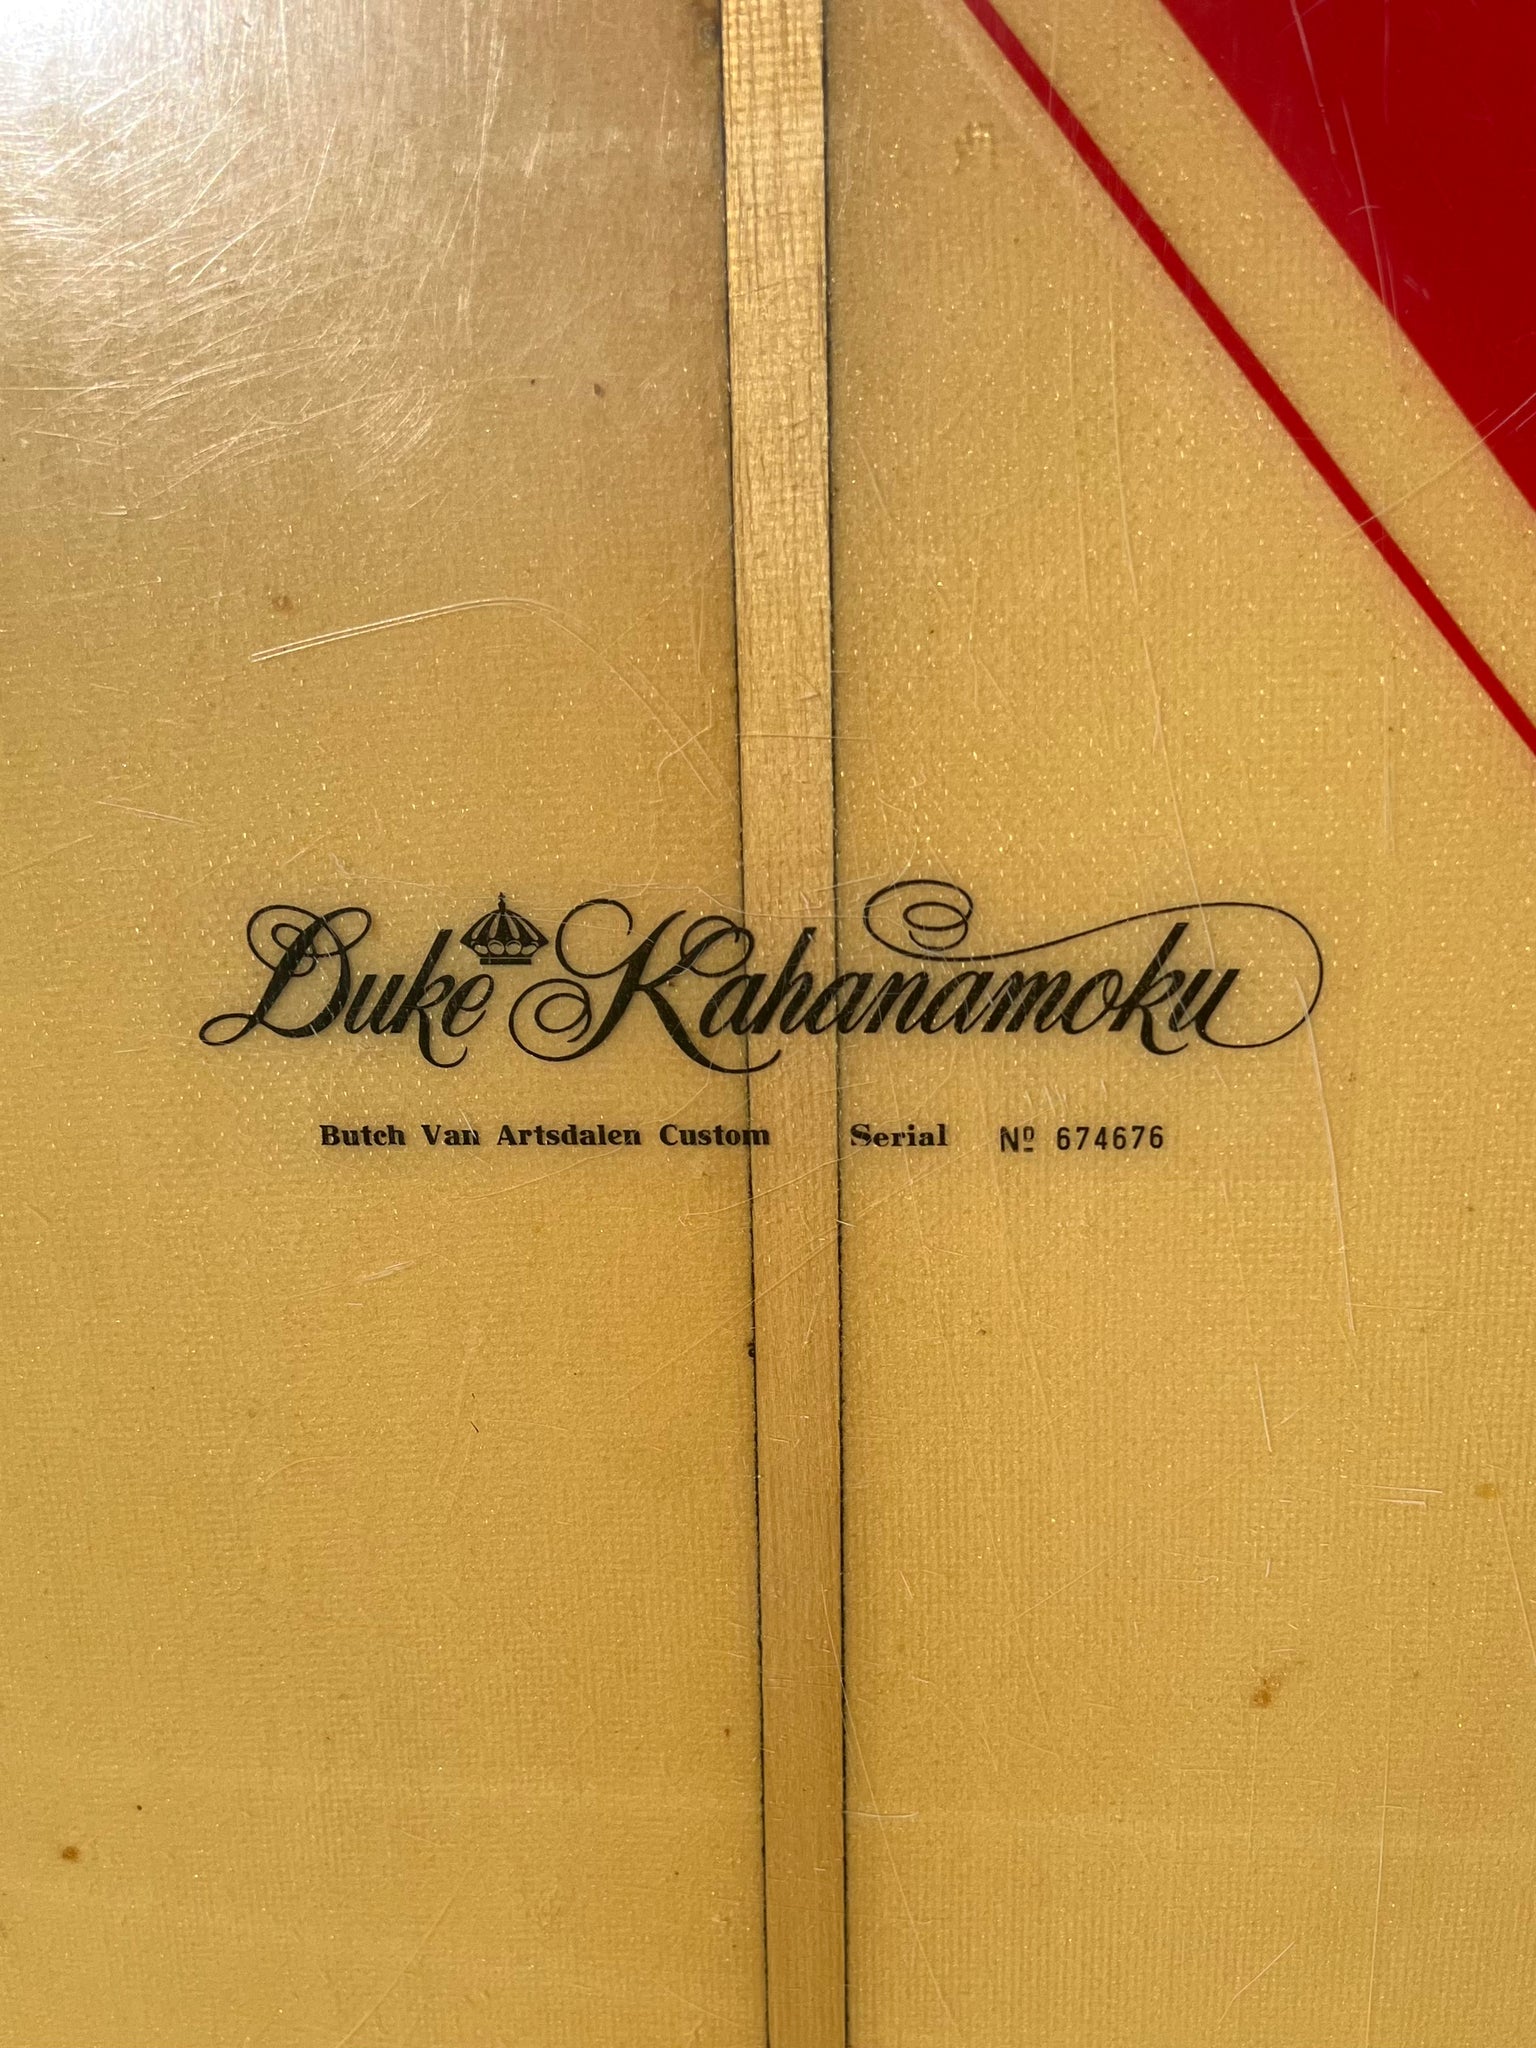 Duke Kahanamoku
Butch Van Artsdalen Custom Serial Nº 674676